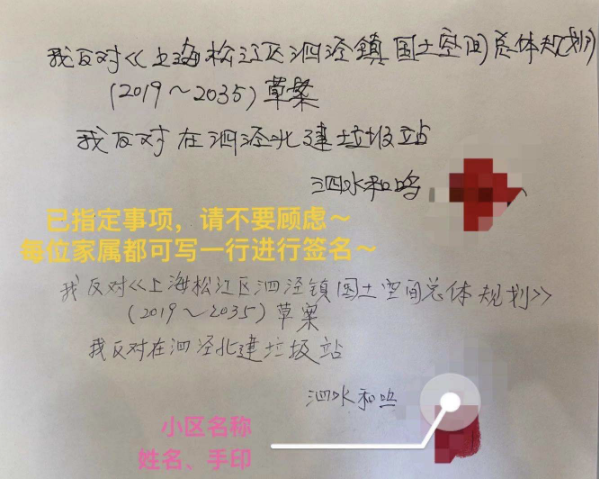 我反对《上海松江区泗泾镇国土空间总体规划》
(2019～2035)草案
我反对在泗泾北建垃圾站
泗水和鸣
已指定事项，请不要顾虑～
每位家属都可写一行进行签名～
我反对《上海松江区泗泾镇国土空间总体规划》
(2019～2035)草案
我反对在泗泾北建垃圾站
泗水和鸣
小区名称
姓名、手印